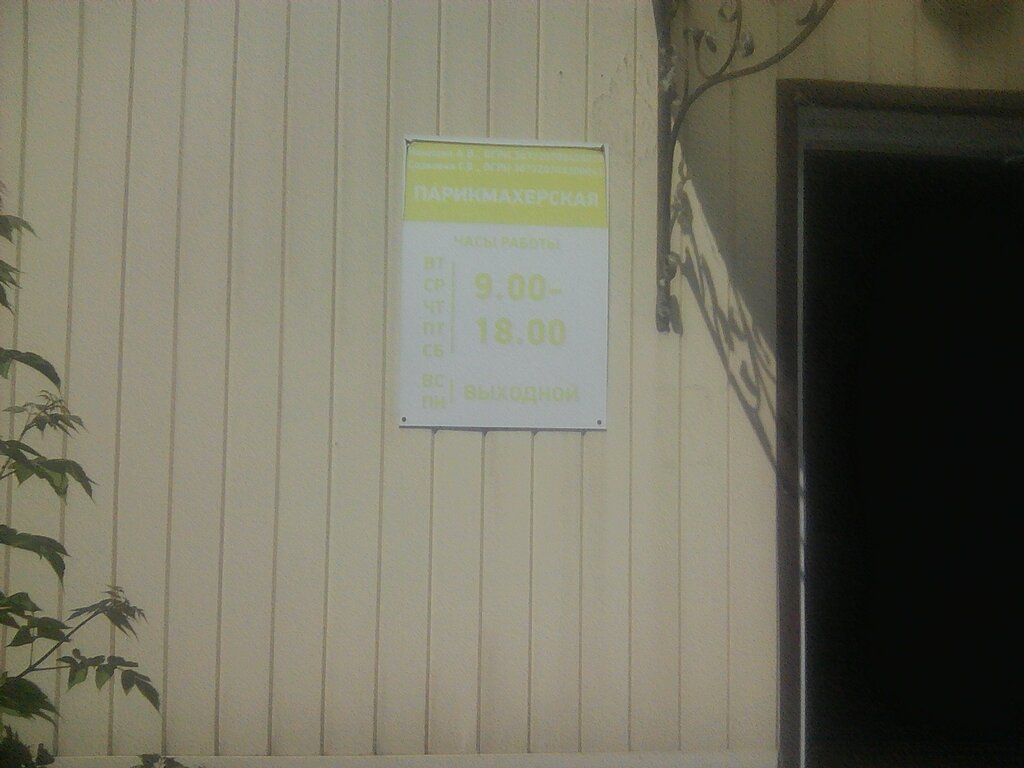 ПАРИКМАХЕРСКАЯ
ЧАСЫ РАБОТЫ
ВТ
СР
ЧТ
ПТ
СБ
9.00-
18.00
ВС
ПН
ВЫХОДНОЙ